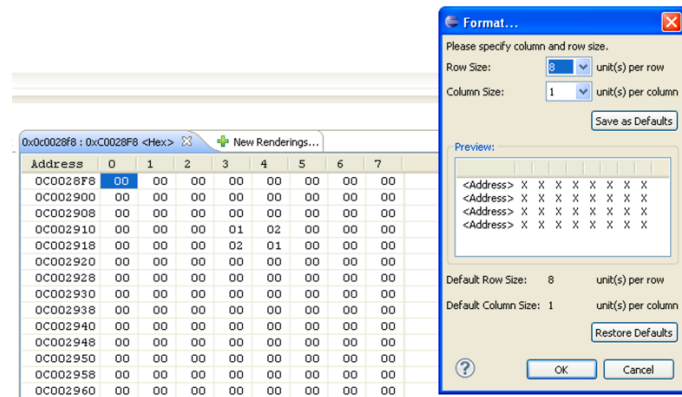 0x0c0028f8 : 0xC0028F8 <Hex>
New Renderings...
Address 0 1 2 3 4 5 6 7
0C0028F8 00 00 00 00 00 00 00 00
0C002900 00 00 00 00 00 00 00 00
0C002908 00 00 00 00 00 00 00 00
0C002910 00 00 00 01 02 00 00 00
0C002918 00 00 00 02 01 00 00 00
0C002920 00 00 00 00 00 00 00 00
0C002928 00 00 00 00 00 00 00 00
0C002930 00 00 00 00 00 00 00 00
0C002938 00 00 00 00 00 00 00 00
0C002940 00 00 00 00 00 00 00 00
0C002948 00 00 00 00 00 00 00 00
0C002950 00 00 00 00 00 00 00 00
0C002958 00 00 00 00 00 00 00 00
0C002960 00 00 00 00 00 00 00 00
Format...
Please specify column and row size.
Row Size: 8 unit(s) per row
Column Size: 1 unit(s) per column
Save as Defaults
Preview:
<Address> X X X X X X X X
<Address> X X X X X X X X
<Address> X X X X X X X X
<Address> X X X X X X X X
Default Row Size: 8 unit(s) per row
Default Column Size: 1 unit(s) per column
Restore Defaults
?
OK Cancel